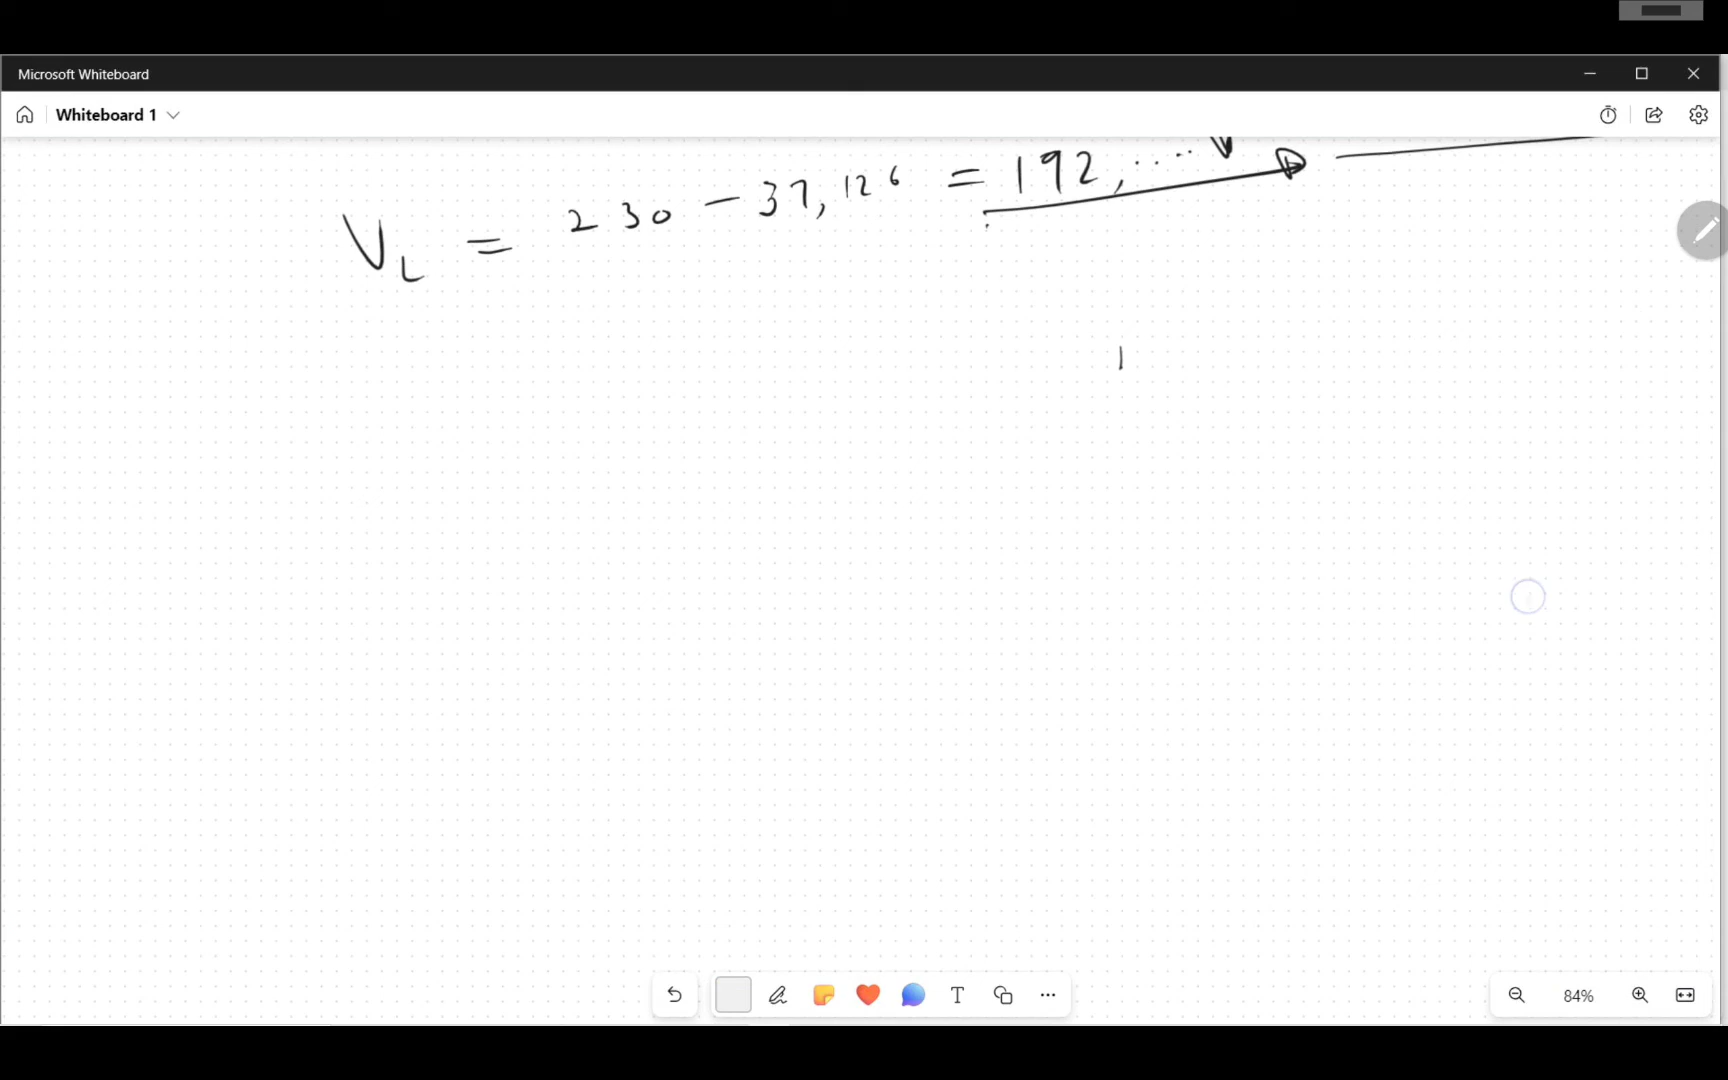 Microsoft Whiteboard
Whiteboard 1
V_L = 230 - 37,126 = 192, .... V
84%